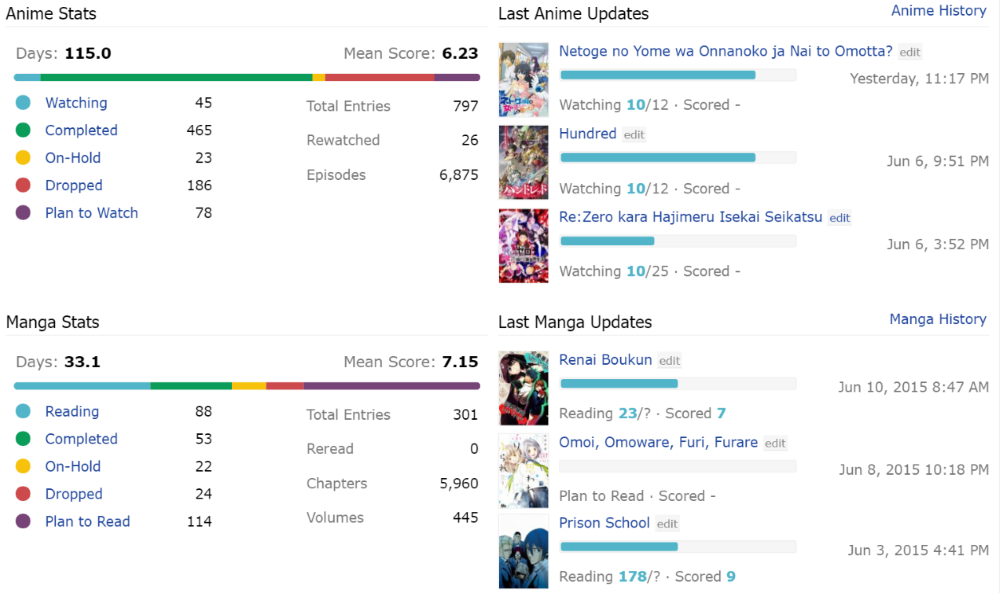 Anime Stats
Days: 115.0 Mean Score: 6.23
Watching 45 Total Entries 797
Completed 465 Rewatched 26
On-Hold 23 Episodes 6,875
Dropped 186
Plan to Watch 78
Last Anime Updates Anime History
Netoge no Yome wa Onnanoko ja Nai to Omotta? edit
Yesterday, 11:17 PM
Watching 10/12 · Scored -
Hundred edit
Jun 6, 9:51 PM
Watching 10/12 · Scored -
Re:Zero kara Hajimeru Isekai Seikatsu edit
Jun 6, 3:52 PM
Watching 10/25 · Scored -
Manga Stats
Days: 33.1 Mean Score: 7.15
Reading 88 Total Entries 301
Completed 53 Reread 0
On-Hold 22 Chapters 5,960
Dropped 24 Volumes 445
Plan to Read 114
Last Manga Updates Manga History
Renai Boukun edit
Jun 10, 2015 8:47 AM
Reading 23/? · Scored 7
Omoi, Omoware, Furi, Furare edit
Jun 8, 2015 10:18 PM
Plan to Read · Scored -
Prison School edit
Jun 3, 2015 4:41 PM
Reading 178/? · Scored 9